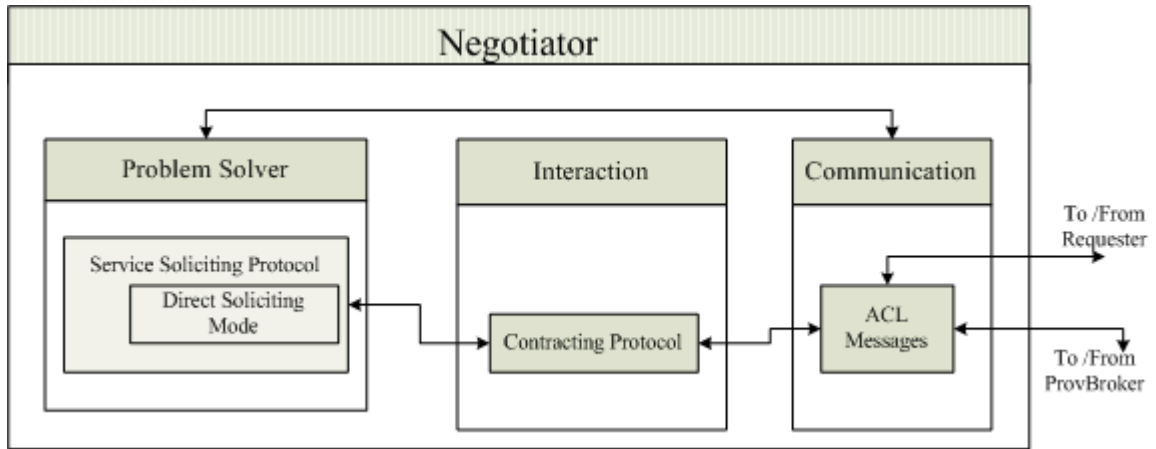 Negotiator
Problem Solver
Service Soliciting Protocol
Direct Soliciting
Mode
Interaction
Contracting Protocol
Communication
ACL
Messages
To /From
Requester
To /From
ProvBroker